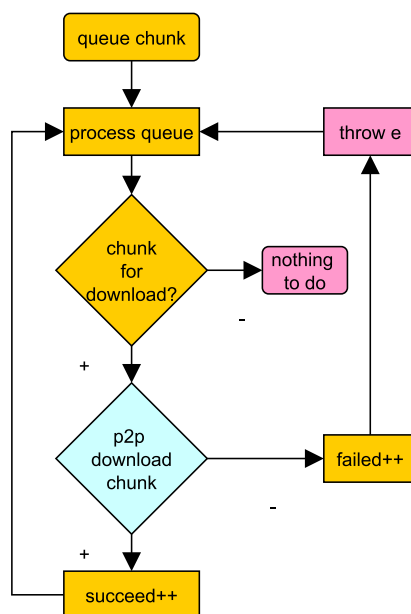 queue chunk
process queue
throw e
chunk
for
download?
nothing
to do
-
+
p2p
download
chunk
failed++
-
+
succeed++